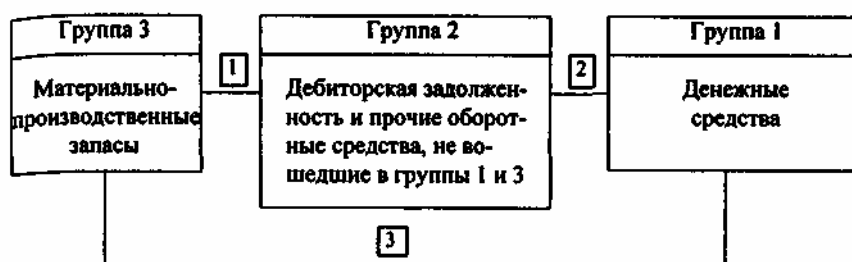 Группа 3
Группа 2
Группа 1
1
2
Материально-
производственные
запасы
Дебиторская задолжен-
ность и прочие оборот-
ные средства, не во-
шедшие в группы 1 и 3
Денежные
средства
3